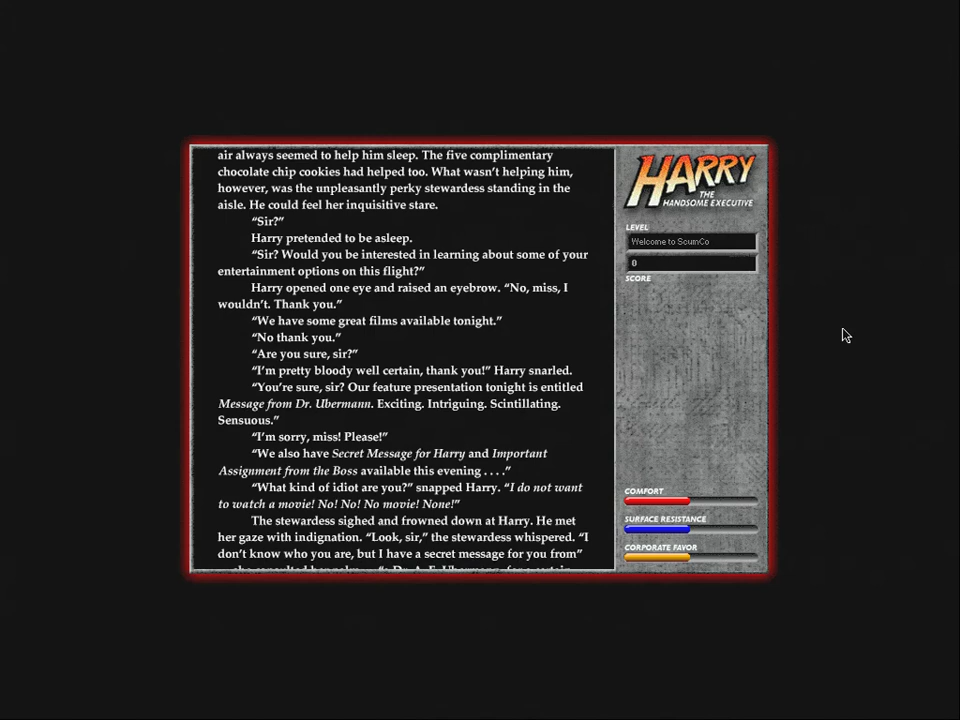 air always seemed to help him sleep. The five complimentary
chocolate chip cookies had helped too. What wasn't helping him,
however, was the unpleasantly perky stewardess standing in the
aisle. He could feel her inquisitive stare.
“Sir?”
Harry pretended to be asleep.
“Sir? Would you be interested in learning about some of your
entertainment options on this flight?”
Harry opened one eye and raised an eyebrow. “No, miss, I
wouldn't. Thank you.”
“We have some great films available tonight.”
“No thank you.”
“Are you sure, sir?”
“I'm pretty bloody well certain, thank you!” Harry snarled.
“You're sure, sir? Our feature presentation tonight is entitled
Message from Dr. Ubermann. Exciting. Intriguing. Scintillating.
Sensuous.”
“I'm sorry, miss! Please!”
“We also have Secret Message for Harry and Important
Assignment from the Boss available this evening . . . .”
“What kind of idiot are you?” snapped Harry. “I do not want
to watch a movie! No! No! No movie! None!”
The stewardess sighed and frowned down at Harry. He met
her gaze with indignation. “Look, sir,” the stewardess whispered. “I
don't know who you are, but I have a secret message for you from”
HARRY
THE
HANDSOME EXECUTIVE
LEVEL
Welcome to ScumCo
0
SCORE
COMFORT
SURFACE RESISTANCE
CORPORATE FAVOR